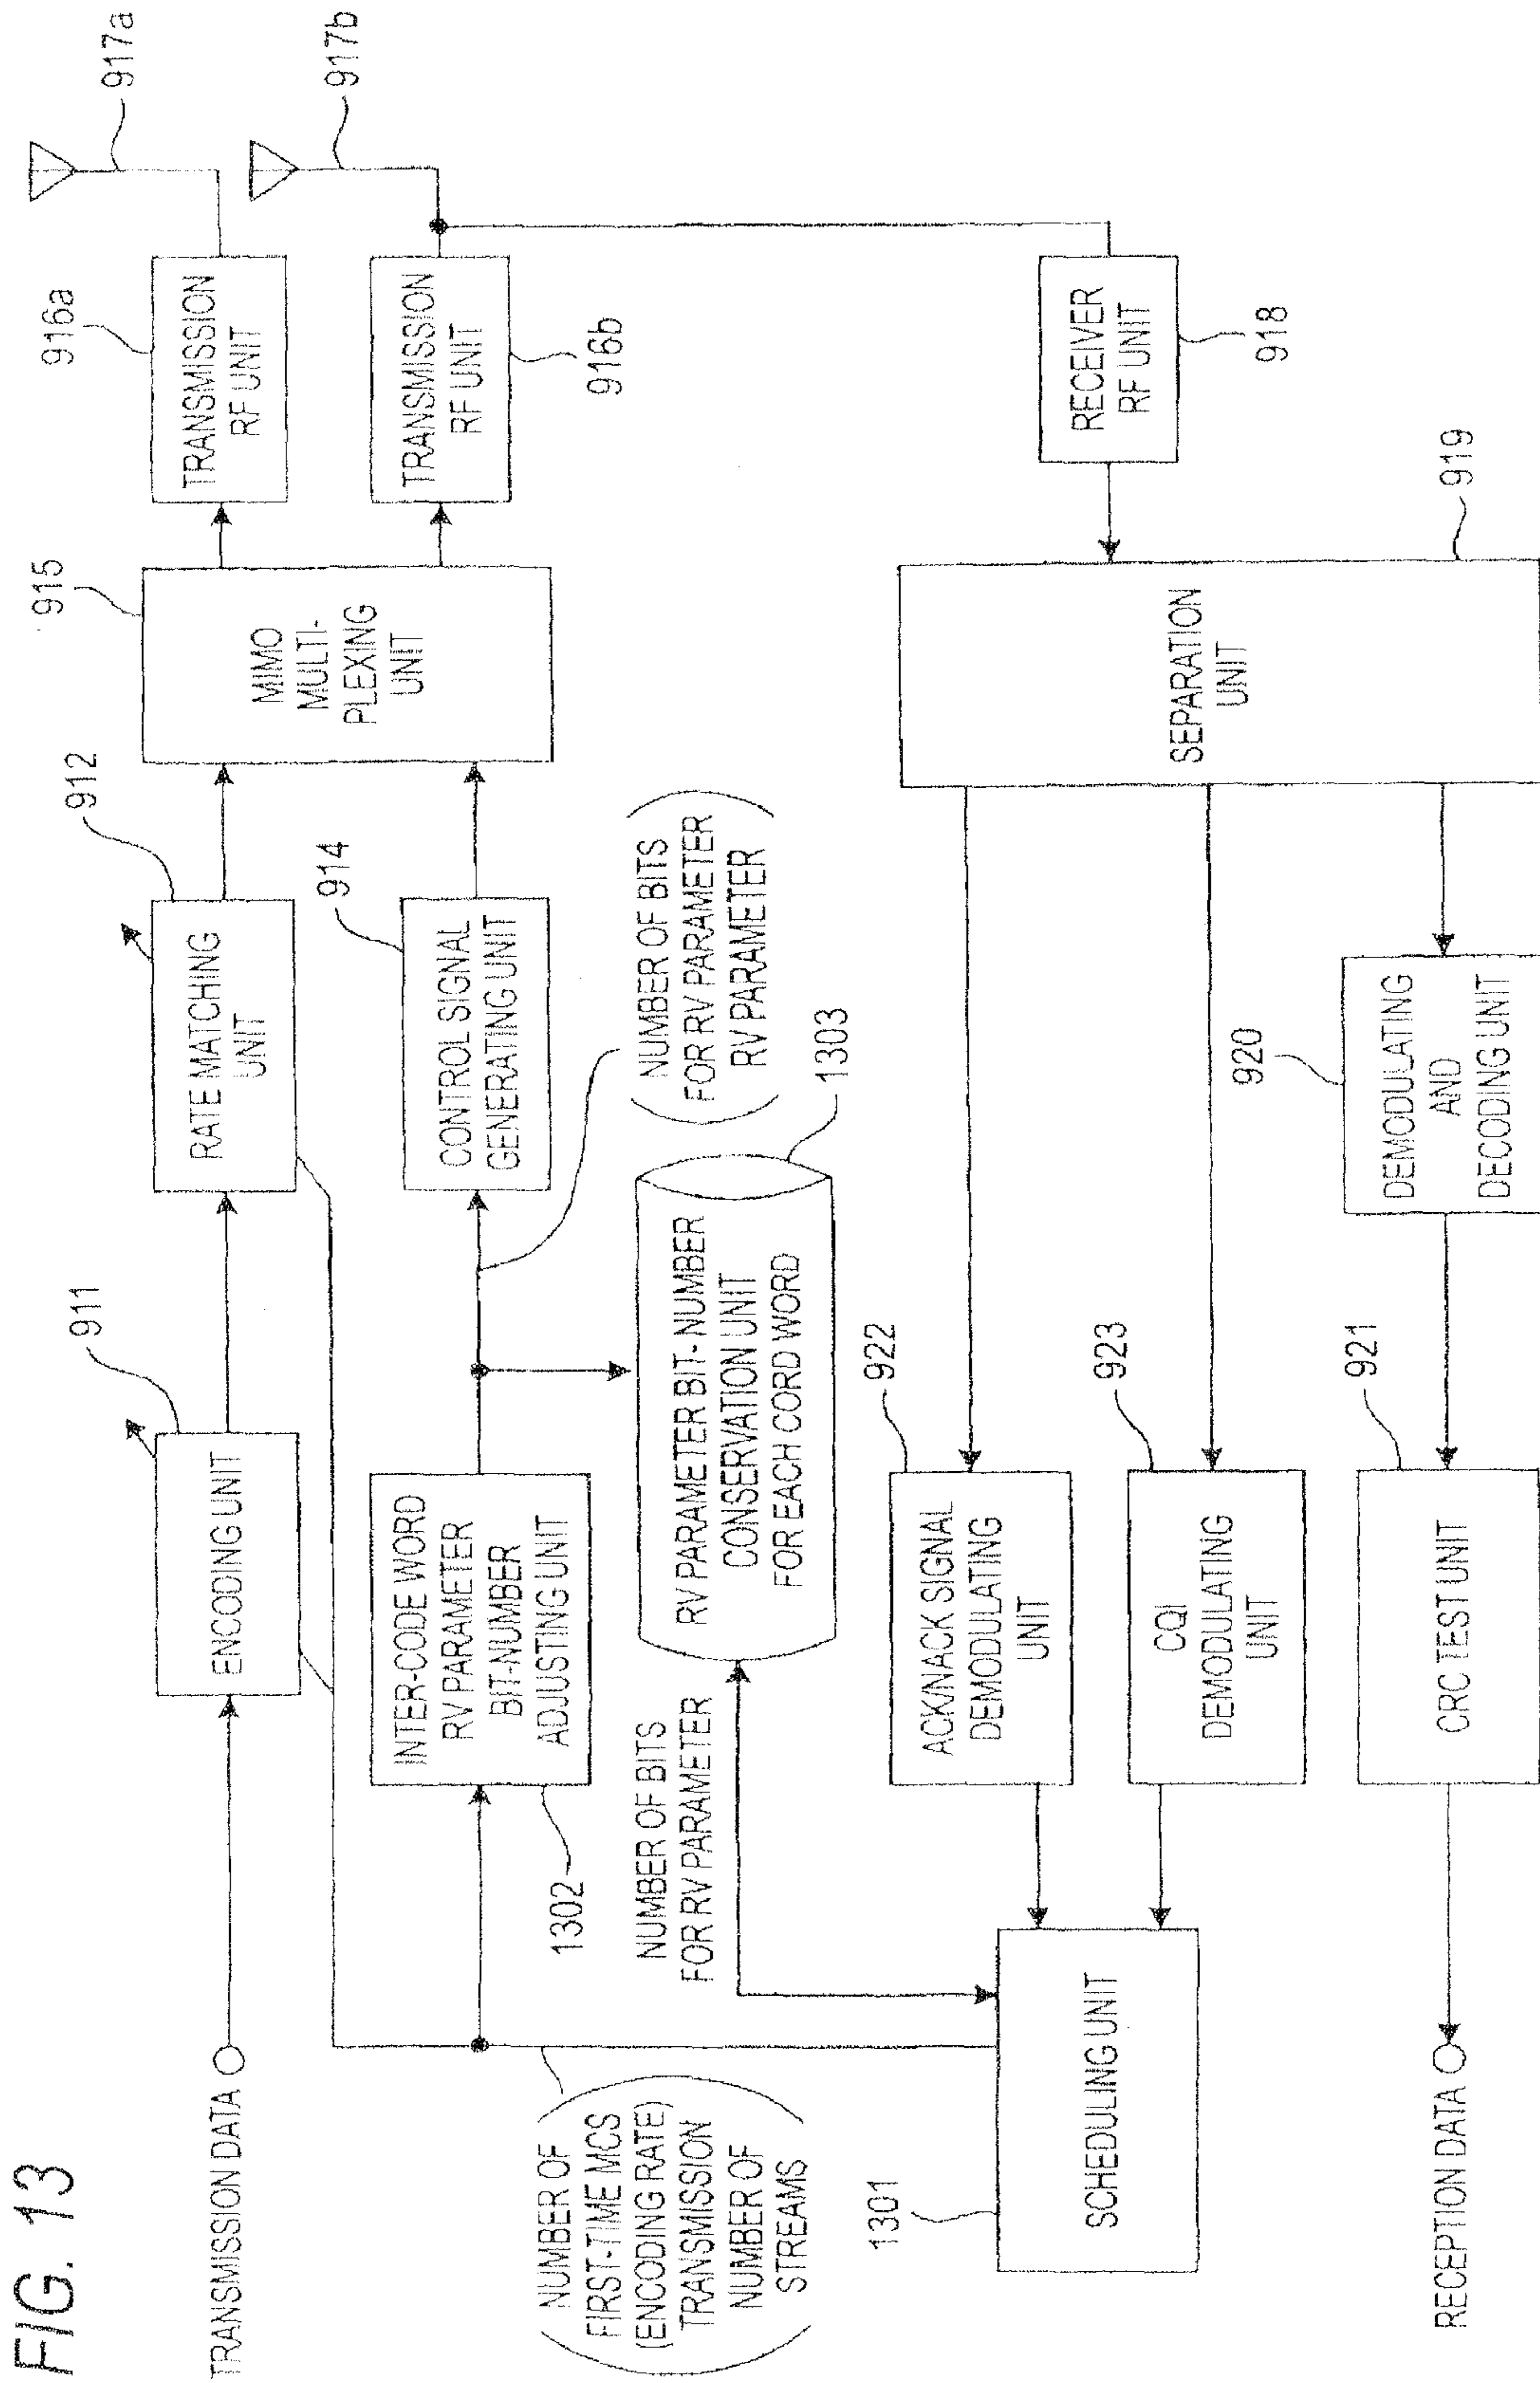 FIG. 13
917a
917b
916a
TRANSMISSION
RF UNIT
TRANSMISSION
RF UNIT
916b
915
MIMO
MULTI-
PLEXING
UNIT
912
RATE MATCHING
UNIT
914
CONTROL SIGNAL
GENERATING UNIT
911
ENCODING UNIT
TRANSMISSION DATA
INTER-CODE WORD
RV PARAMETER
BIT-NUMBER
ADJUSTING UNIT
1302
NUMBER OF BITS
FOR RV PARAMETER
RV PARAMETER
1303
RV PARAMETER BIT-NUMBER
CONSERVATION UNIT
FOR EACH CORD WORD
NUMBER OF BITS
FOR RV PARAMETER
NUMBER OF
FIRST-TIME MCS
(ENCODING RATE)
TRANSMISSION
NUMBER OF
STREAMS
1301
SCHEDULING UNIT
922
ACK/NACK SIGNAL
DEMODULATING
UNIT
923
CQI
DEMODULATING
UNIT
921
CRC TEST UNIT
920
DEMODULATING
AND
DECODING UNIT
919
SEPARATION
UNIT
RECEIVER
RF UNIT
918
RECEPTION DATA